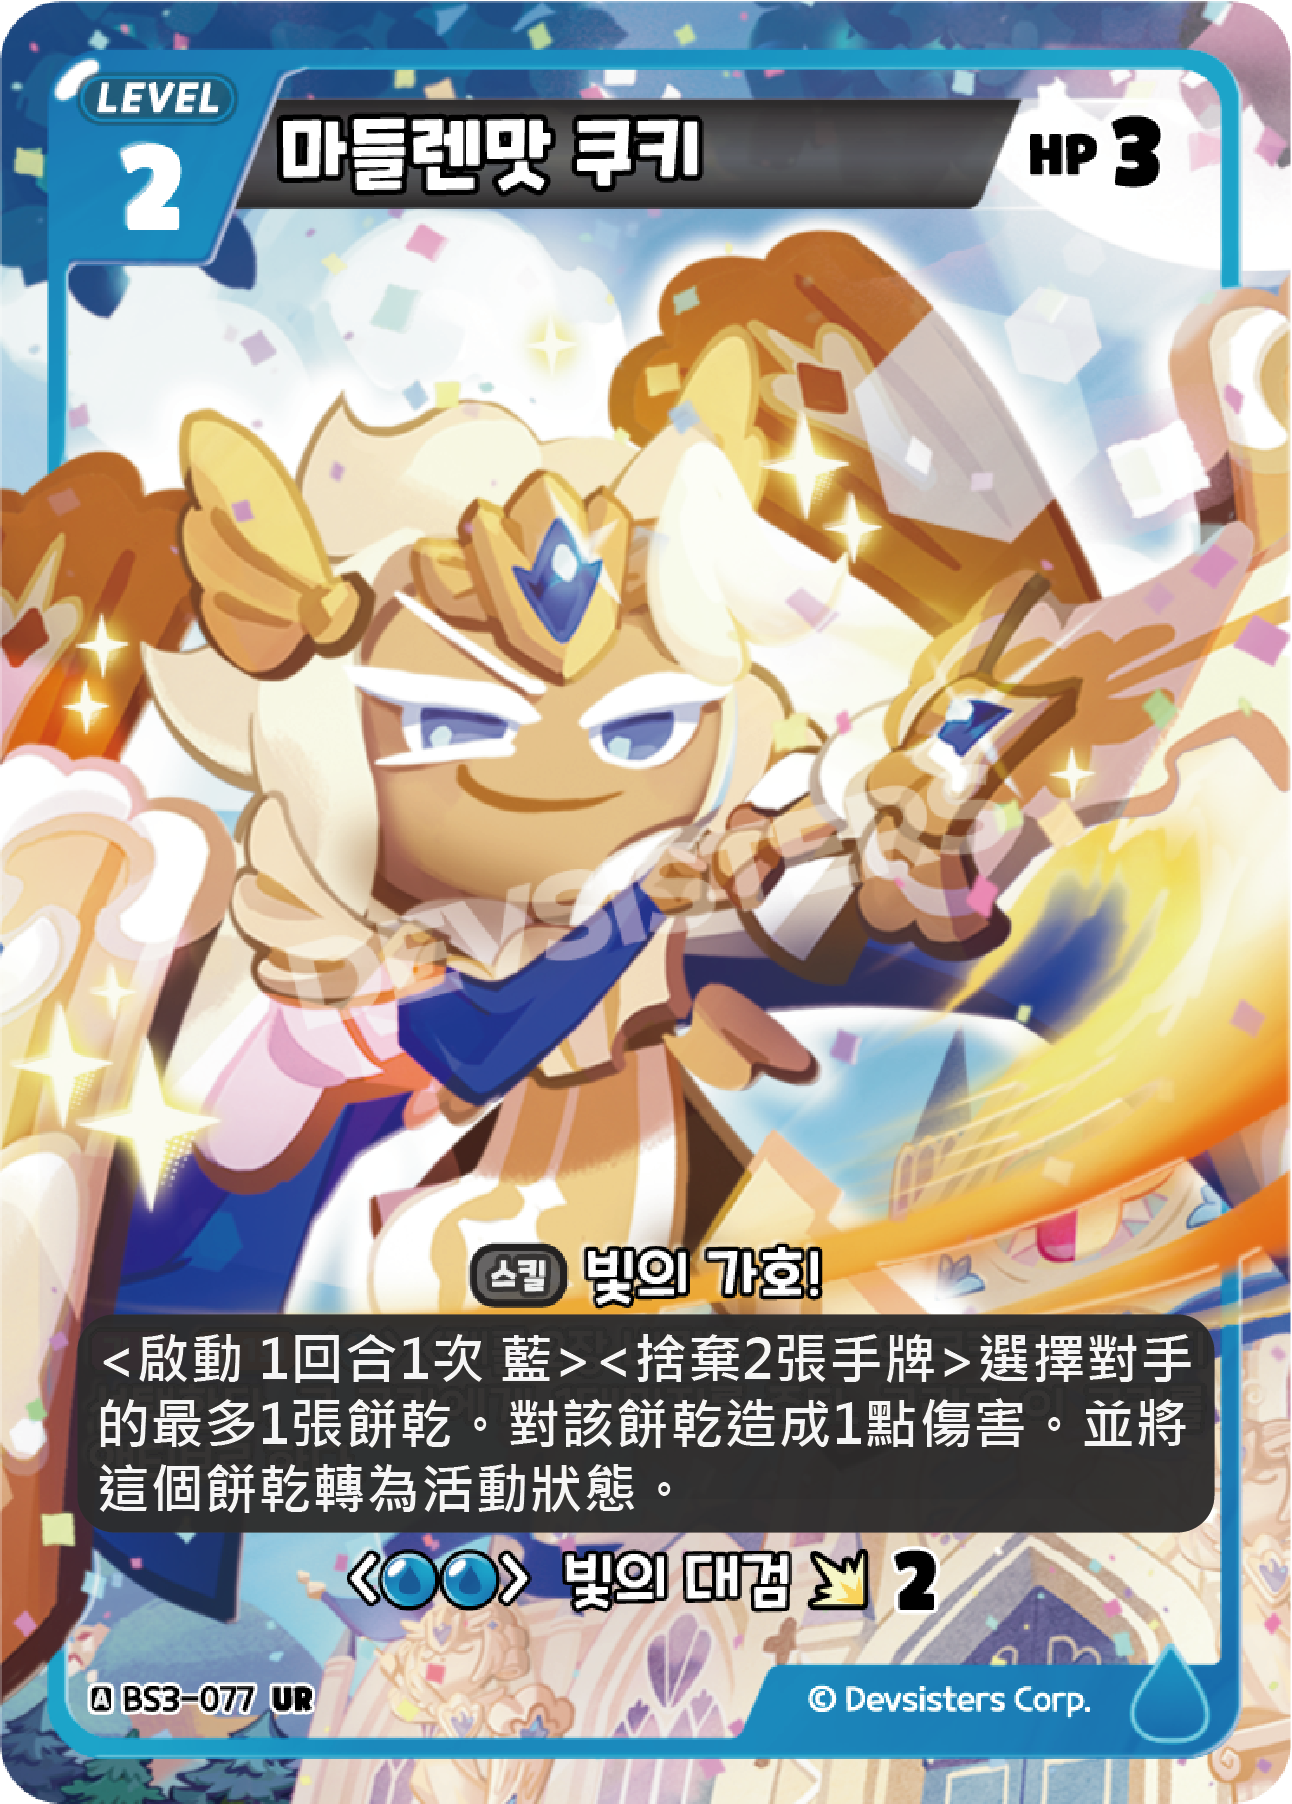 LEVEL
2
마들렌맛 쿠키
HP 3
DEVSISTERS
스킬 빛의 가호!
<啟動 1回合1次 藍><捨棄2張手牌>選擇對手
的最多1張餅乾。對該餅乾造成1點傷害。並將
這個餅乾轉為活動狀態。
빛의 대검 2
A BS3-077 UR
© Devsisters Corp.